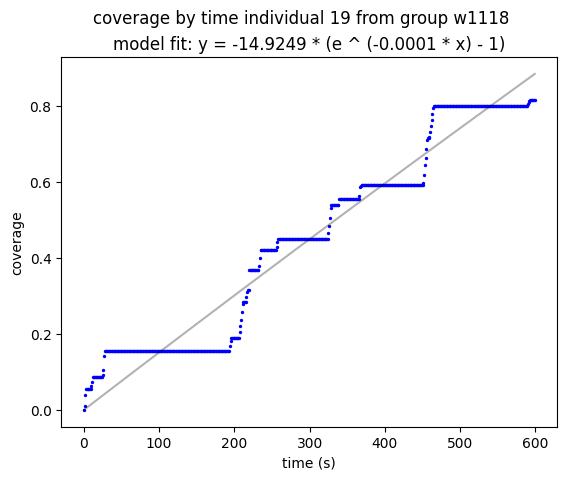 coverage by time individual 19 from group w1118
model fit: y = -14.9249 * (e ^ (-0.0001 * x) - 1)
0.8
0.6
0.4
0.2
0.0
coverage
0 100 200 300 400 500 600
time (s)